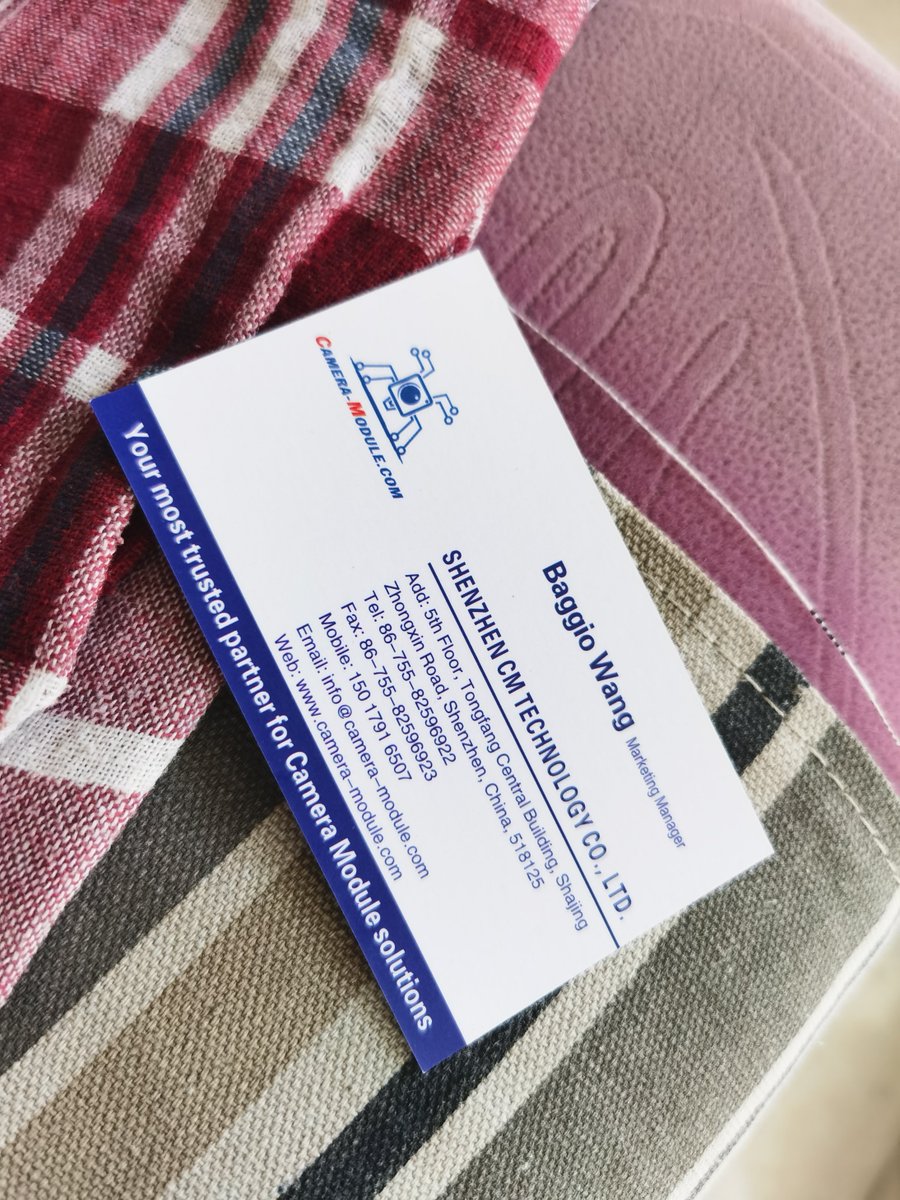 CAMERA-MODULE.COM
Baggio Wang Marketing Manager
SHENZHEN CM TECHNOLOGY CO., LTD.
Add: 5th Floor, Tongfang Central Building, Shajing
Zhongxin Road, Shenzhen, China, 518125
Tel: 86-755-82596922
Fax: 86-755-82596923
Mobile: 150 1791 6507
Email: info@camera-module.com
Web: www.camera-module.com
Your most trusted partner for Camera Module solutions